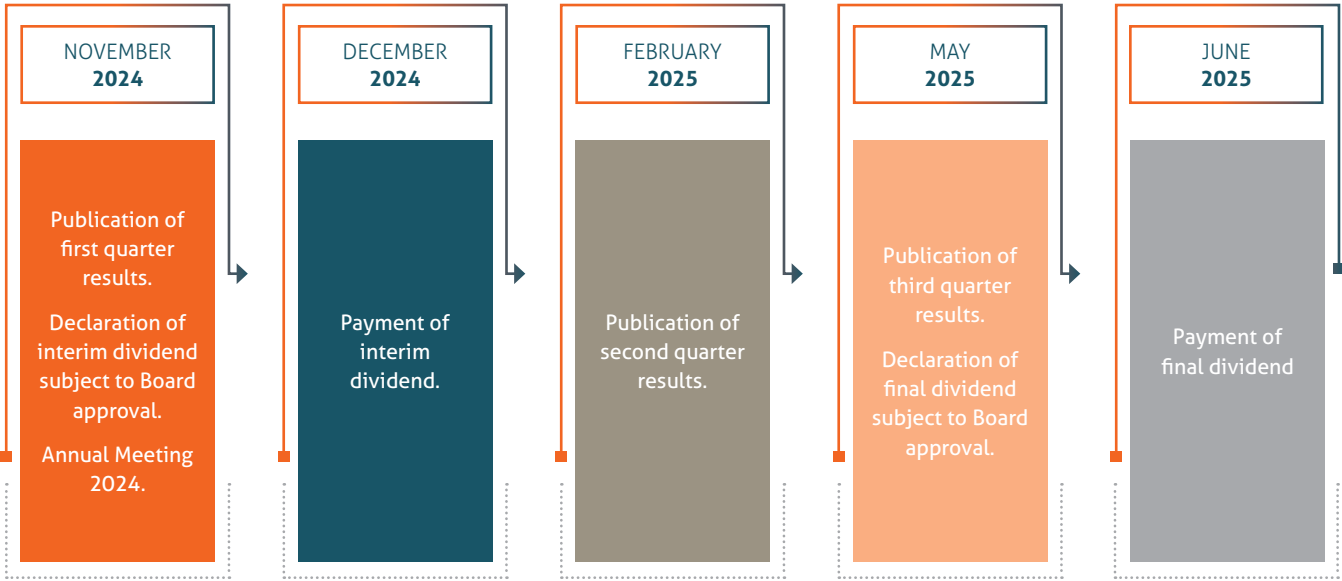 NOVEMBER
2024
Publication of
first quarter
results.
Declaration of
interim dividend
subject to Board
approval.
Annual Meeting
2024.
DECEMBER
2024
Payment of
interim
dividend.
FEBRUARY
2025
Publication of
second quarter
results.
MAY
2025
Publication of
third quarter
results.
Declaration of
final dividend
subject to Board
approval.
JUNE
2025
Payment of
final dividend